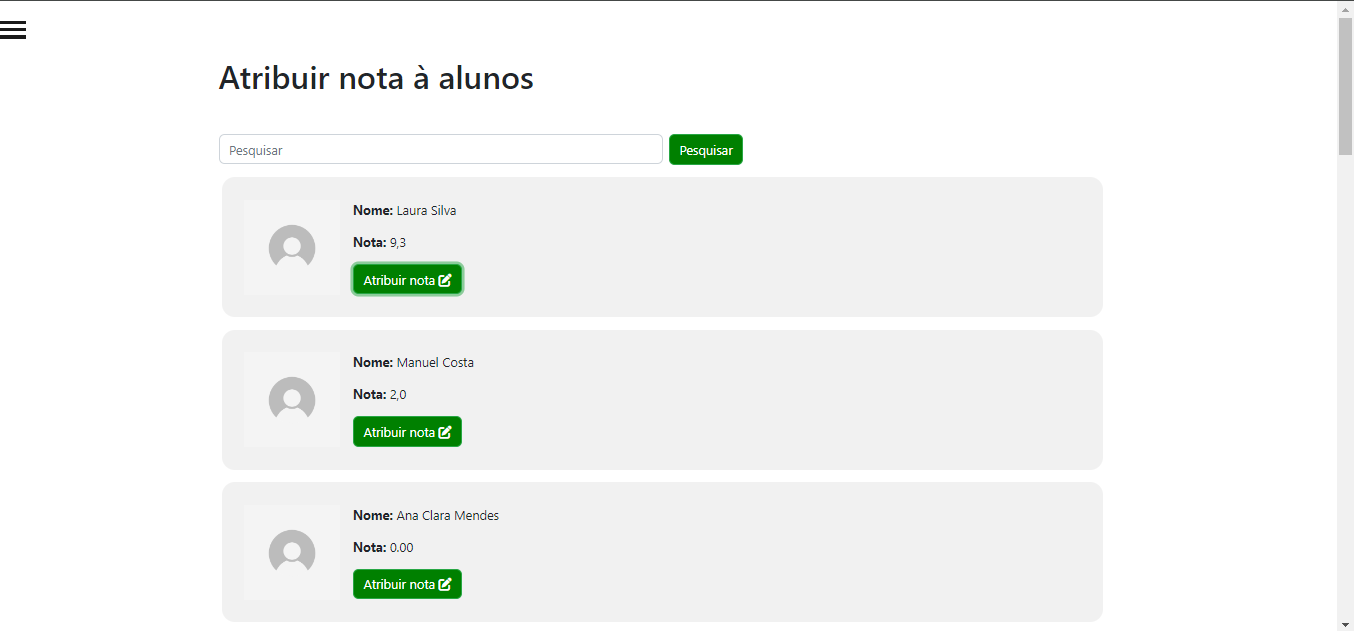 Atribuir nota à alunos
Pesquisar Pesquisar
Nome: Laura Silva
Nota: 9,3
Atribuir nota
Nome: Manuel Costa
Nota: 2,0
Atribuir nota
Nome: Ana Clara Mendes
Nota: 0.00
Atribuir nota